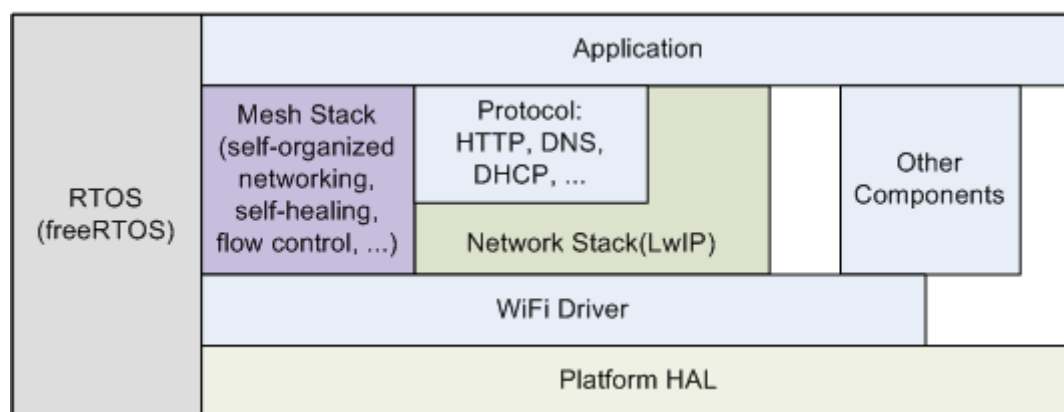 Application
Mesh Stack
(self-organized
networking,
self-healing,
flow control, ...)
Protocol:
HTTP, DNS,
DHCP, ...
Other
Components
RTOS
(freeRTOS)
Network Stack(LwIP)
WiFi Driver
Platform HAL